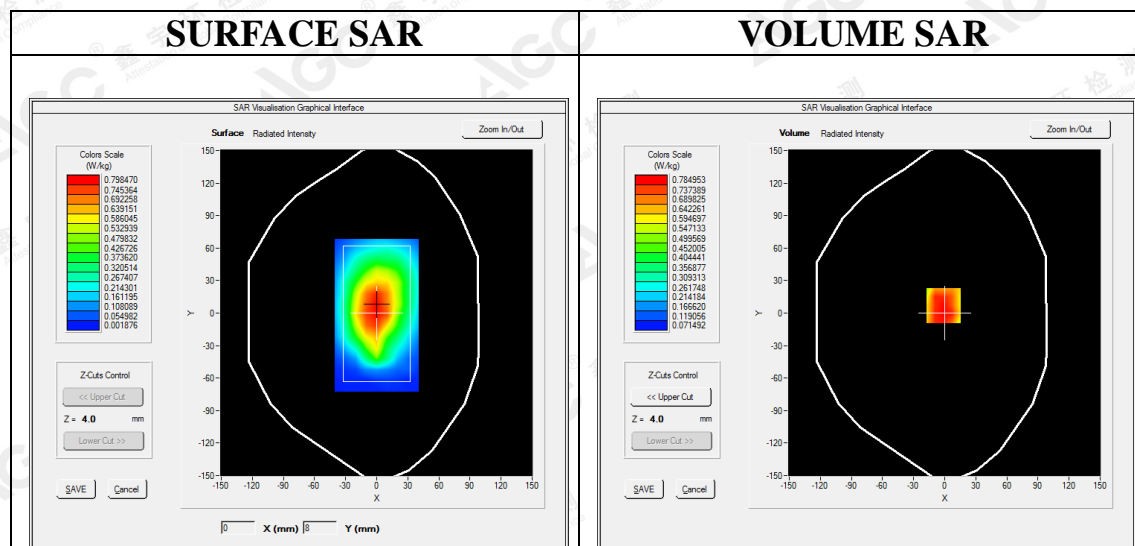 SURFACE SAR
VOLUME SAR
SAR Visualisation Graphical Interface
Surface Radiated Intensity
Zoom In/Out
Colors Scale
(W/kg)
0.798470
0.745364
0.692258
0.639151
0.586045
0.532939
0.479832
0.426726
0.373620
0.320514
0.267407
0.214301
0.161195
0.108089
0.054982
0.001876
Z-Cuts Control
<< Upper Cut
Z = 4.0 mm
Lower Cut >>
SAVE Cancel
150
120
90
60
30
0
-30
-60
-90
-120
-150
Y
-150 -120 -90 -60 -30 0 30 60 90 120 150
X
0 X (mm) 8 Y (mm)
SAR Visualisation Graphical Interface
Volume Radiated Intensity
Zoom In/Out
Colors Scale
(W/kg)
0.784953
0.737389
0.689825
0.642261
0.594697
0.547133
0.499569
0.452005
0.404441
0.356877
0.309313
0.261748
0.214184
0.166620
0.119056
0.071492
Z-Cuts Control
<< Upper Cut
Z = 4.0 mm
Lower Cut >>
SAVE Cancel
150
120
90
60
30
0
-30
-60
-90
-120
-150
Y
-150 -120 -90 -60 -30 0 30 60 90 120 150
X